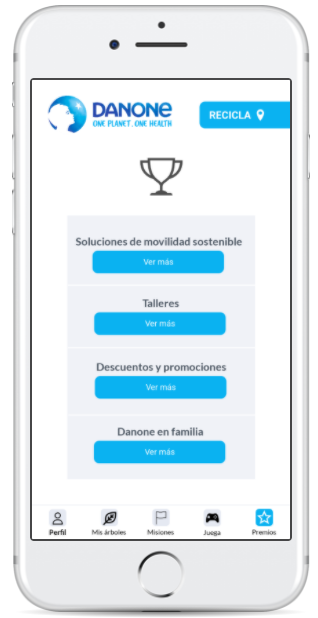 DANONE
ONE PLANET. ONE HEALTH
RECICLA
Soluciones de movilidad sostenible
Ver más
Talleres
Ver más
Descuentos y promociones
Ver más
Danone en familia
Ver más
Perfil
Mis árboles
Misiones
Juega
Premios